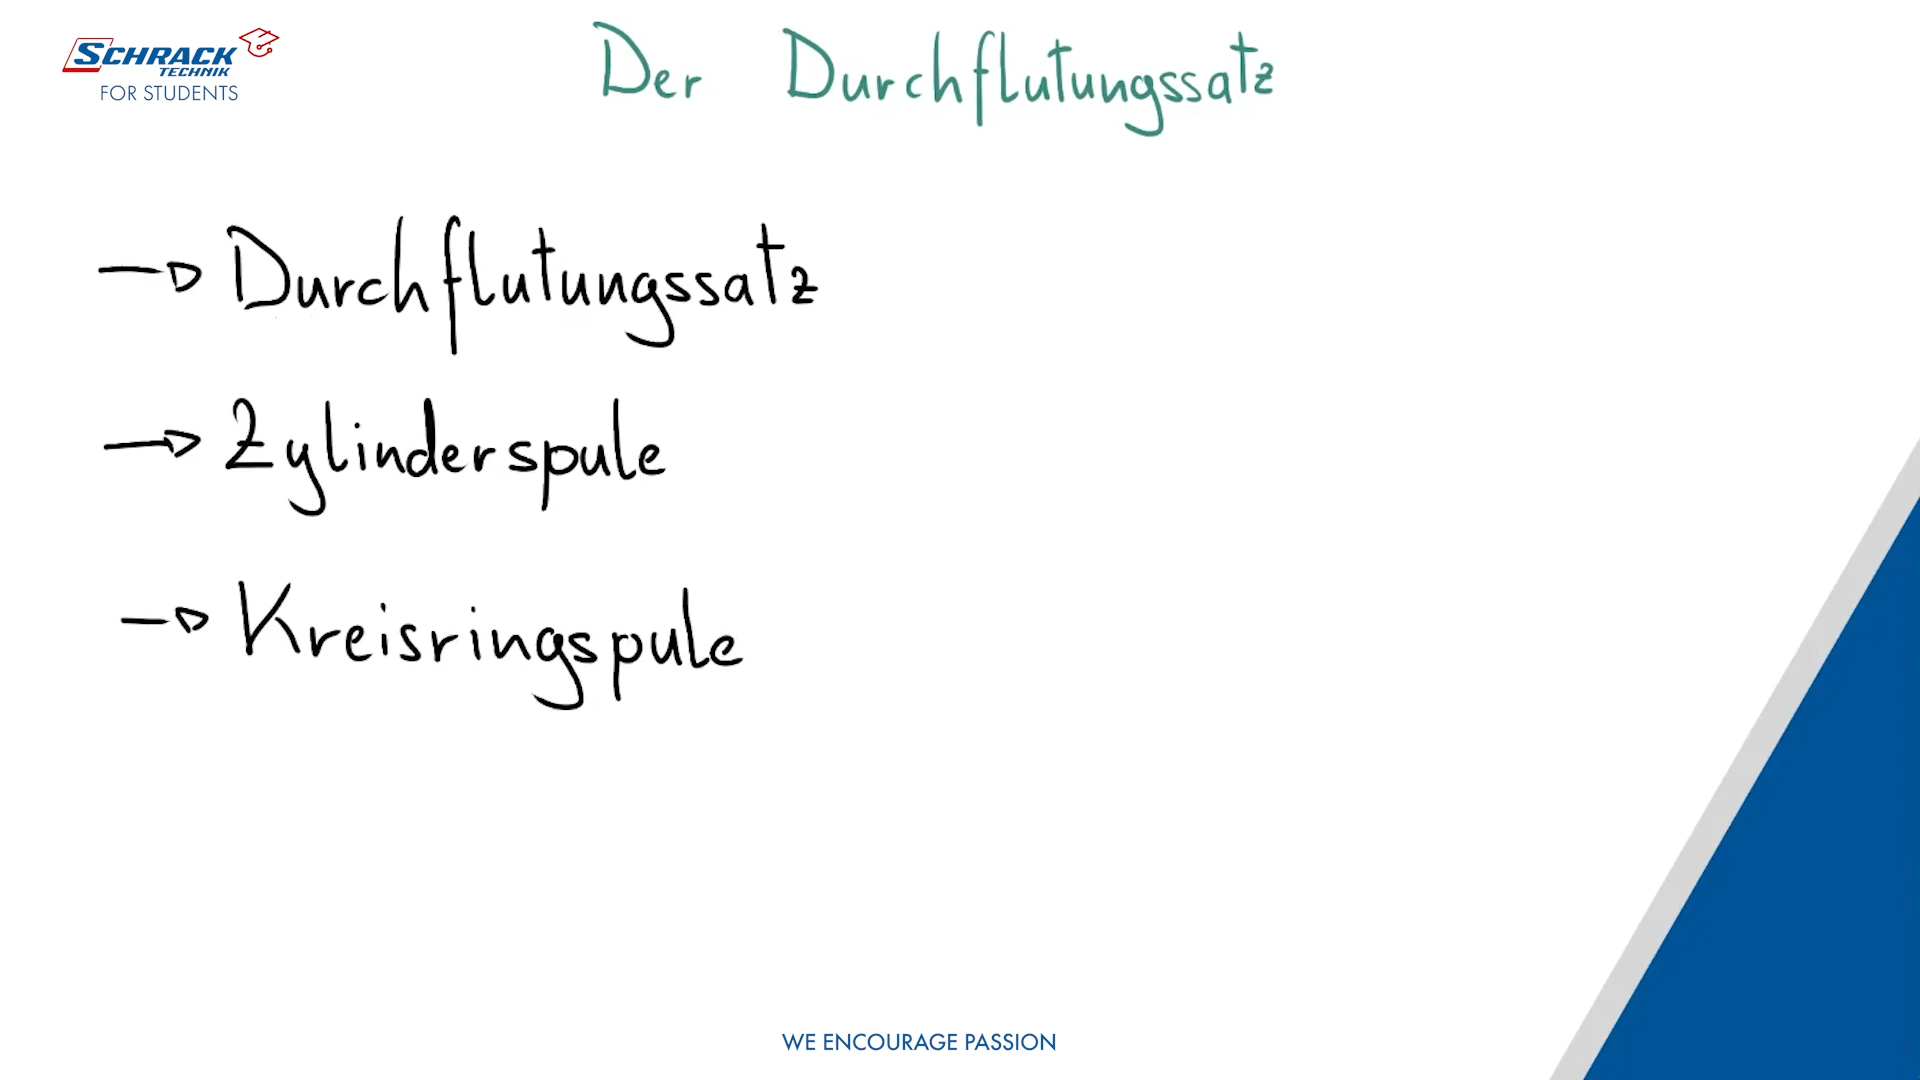 SCHRACK
TECHNIK
FOR STUDENTS
Der Durchflutungssatz
→ Durchflutungssatz
→ Zylinderspule
→ Kreisringspule
WE ENCOURAGE PASSION